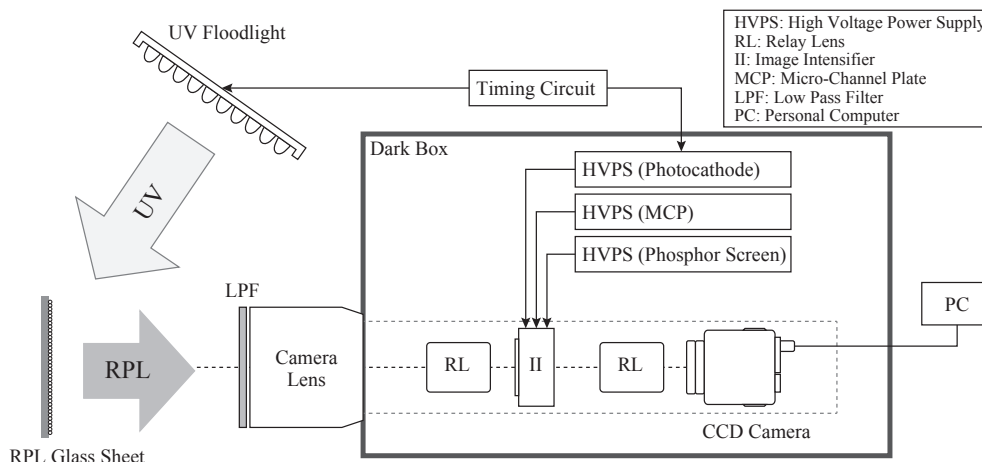 UV Floodlight
Timing Circuit
HVPS: High Voltage Power Supply
RL: Relay Lens
II: Image Intensifier
MCP: Micro-Channel Plate
LPF: Low Pass Filter
PC: Personal Computer
Dark Box
HVPS (Photocathode)
HVPS (MCP)
HVPS (Phosphor Screen)
UV
LPF
PC
RPL
Camera
Lens
RL
II
RL
CCD Camera
RPL Glass Sheet